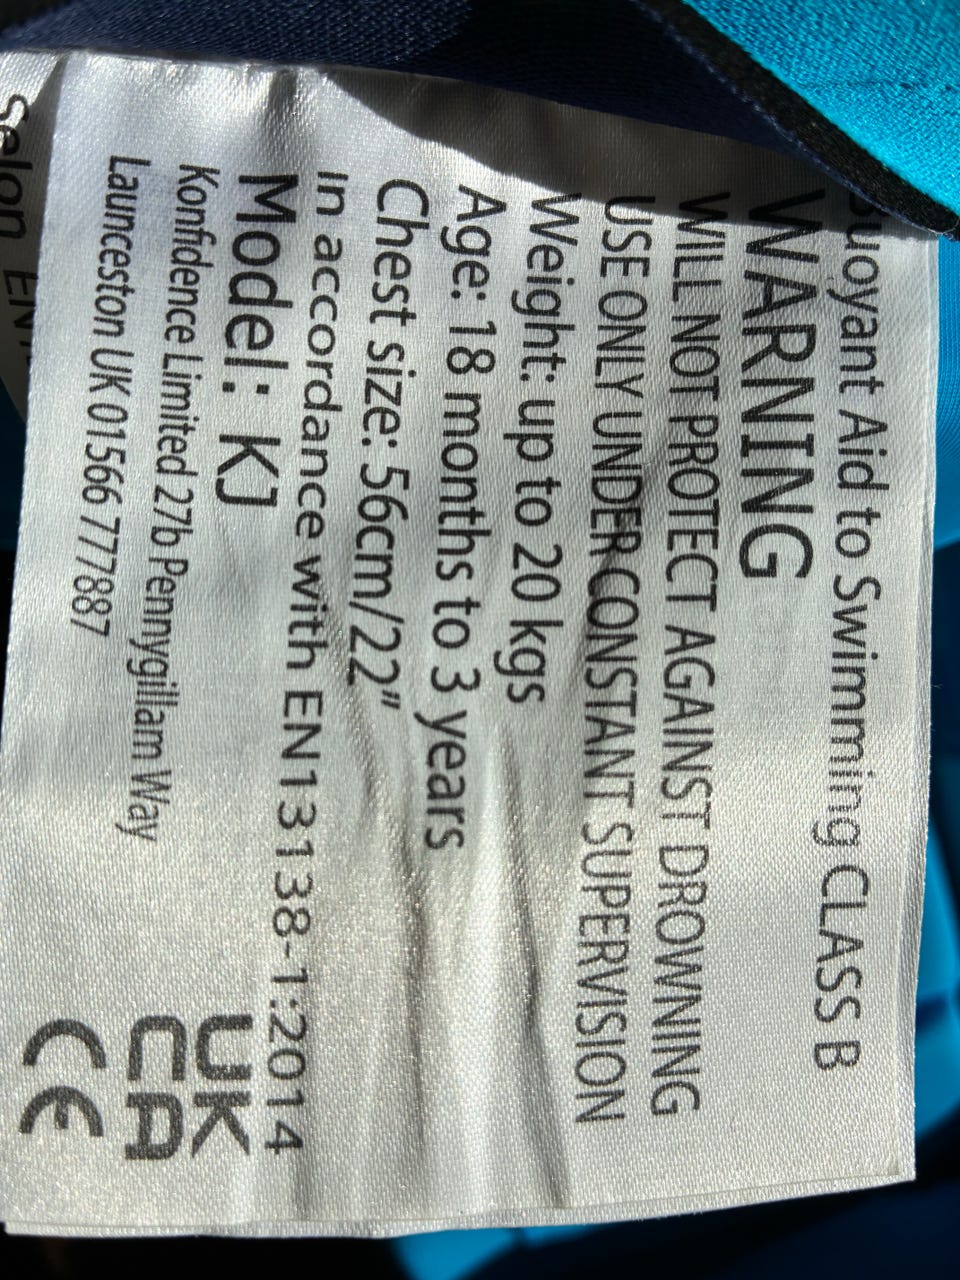 Buoyant Aid to Swimming CLASS B
WARNING
WILL NOT PROTECT AGAINST DROWNING
USE ONLY UNDER CONSTANT SUPERVISION
Weight: up to 20 kgs
Age: 18 months to 3 years
Chest size: 56cm/22"
In accordance with EN13138-1:2014
Model: KJ
Konfidence Limited 27b Pennygillam Way
Launceston UK 01566 777887
UK
CA
CE
Selon EN